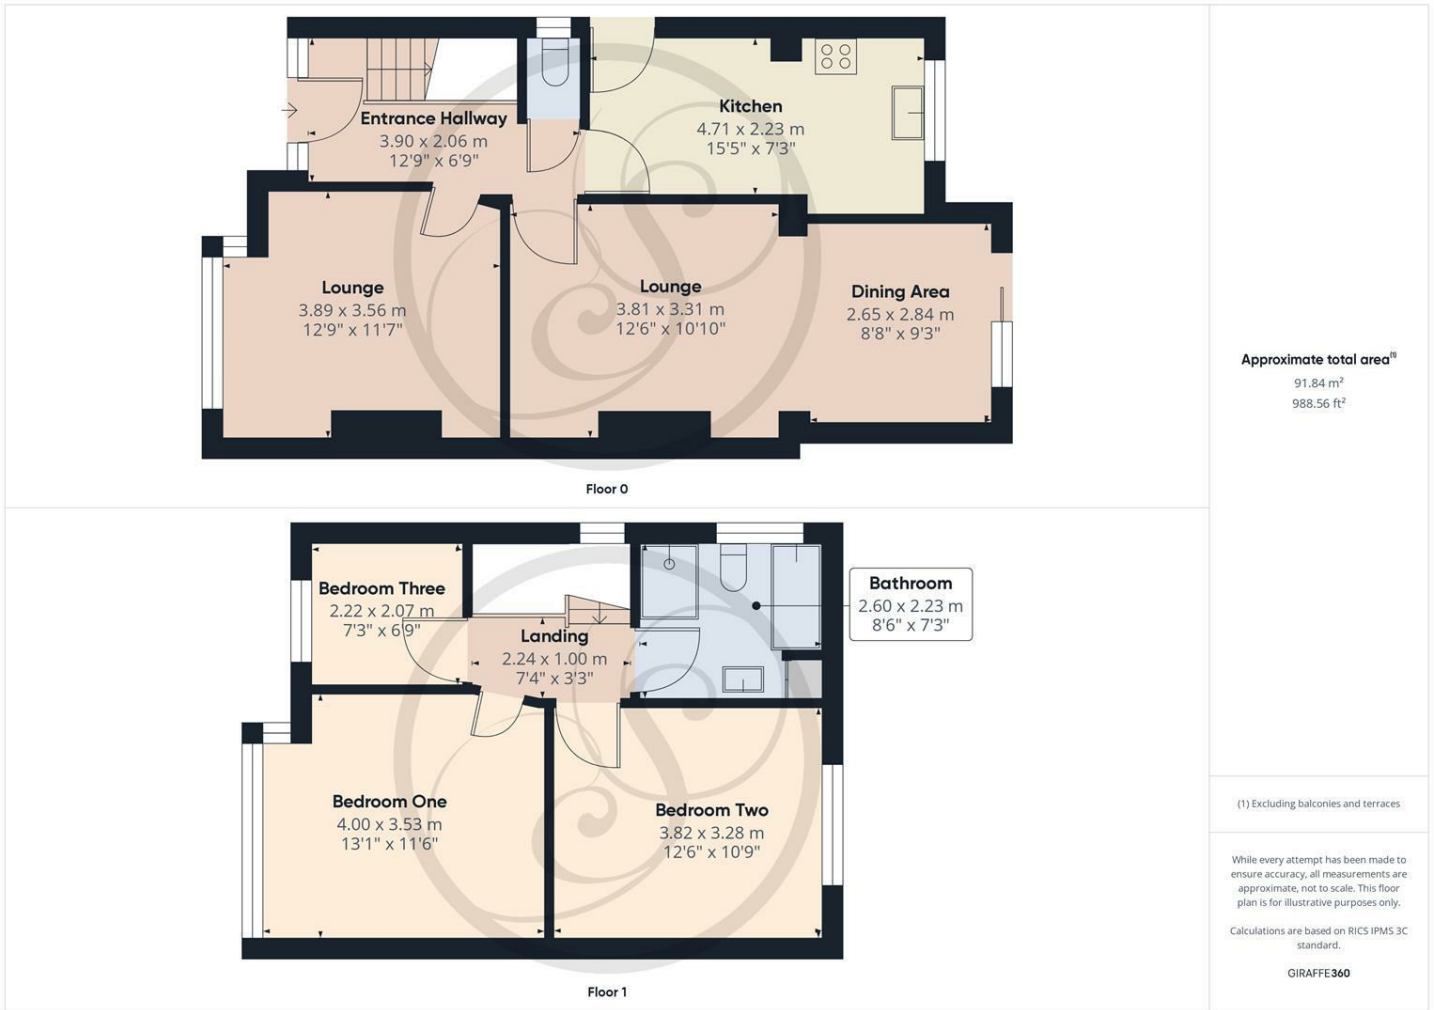 Entrance Hallway
3.90 x 2.06 m
12'9" x 6'9"
Kitchen
4.71 x 2.23 m
15'5" x 7'3"
Lounge
3.89 x 3.56 m
12'9" x 11'7"
Lounge
3.81 x 3.31 m
12'6" x 10'10"
Dining Area
2.65 x 2.84 m
8'8" x 9'3"
Floor 0
Bedroom Three
2.22 x 2.07 m
7'3" x 6'9"
Landing
2.24 x 1.00 m
7'4" x 3'3"
Bathroom
2.60 x 2.23 m
8'6" x 7'3"
Bedroom One
4.00 x 3.53 m
13'1" x 11'6"
Bedroom Two
3.82 x 3.28 m
12'6" x 10'9"
Floor 1
Approximate total area(1)
91.84 m²
988.56 ft²
(1) Excluding balconies and terraces
While every attempt has been made to
ensure accuracy, all measurements are
approximate, not to scale. This floor
plan is for illustrative purposes only.
Calculations are based on RICS IPMS 3C
standard.
GIRAFFE360